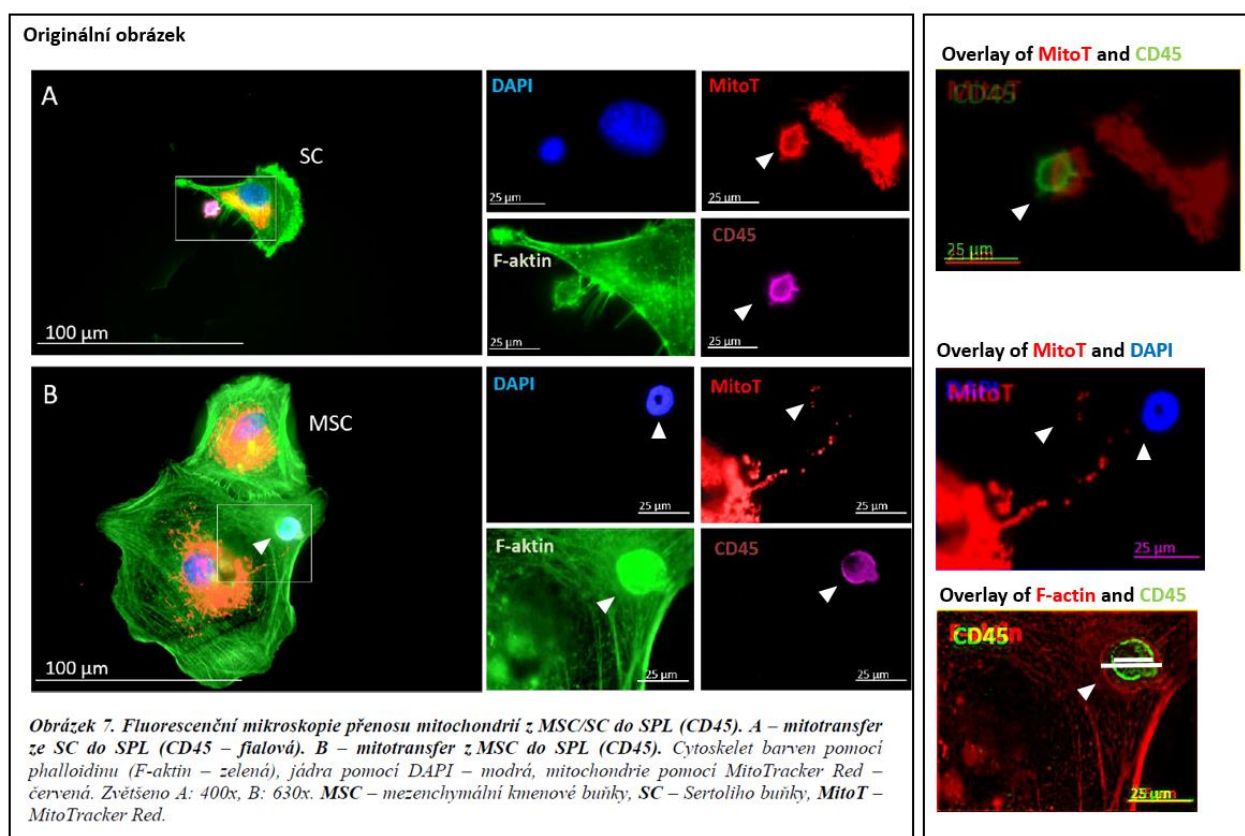 Originální obrázek
A
SC
100 µm
DAPI
25 µm
MitoT
25 µm
F-aktin
25 µm
CD45
25 µm
B
MSC
100 µm
DAPI
25 µm
MitoT
25 µm
F-aktin
25 µm
CD45
25 µm
Obrázek 7. Fluorescenční mikroskopie přenosu mitochondrií z MSC/SC do SPL (CD45). A – mitotransfer
ze SC do SPL (CD45 – fialová). B – mitotransfer z MSC do SPL (CD45). Cytoskelet barven pomocí
phalloidinu (F-aktin – zelená), jádra pomocí DAPI – modrá, mitochondrie pomocí MitoTracker Red –
červená. Zvětšeno A: 400x, B: 630x. MSC – mezenchymální kmenové buňky, SC – Sertoliho buňky, MitoT –
MitoTracker Red.
Overlay of MitoT and CD45
CD45
25 µm
Overlay of MitoT and DAPI
MitoT
25 µm
Overlay of F-actin and CD45
CD45
25 µm